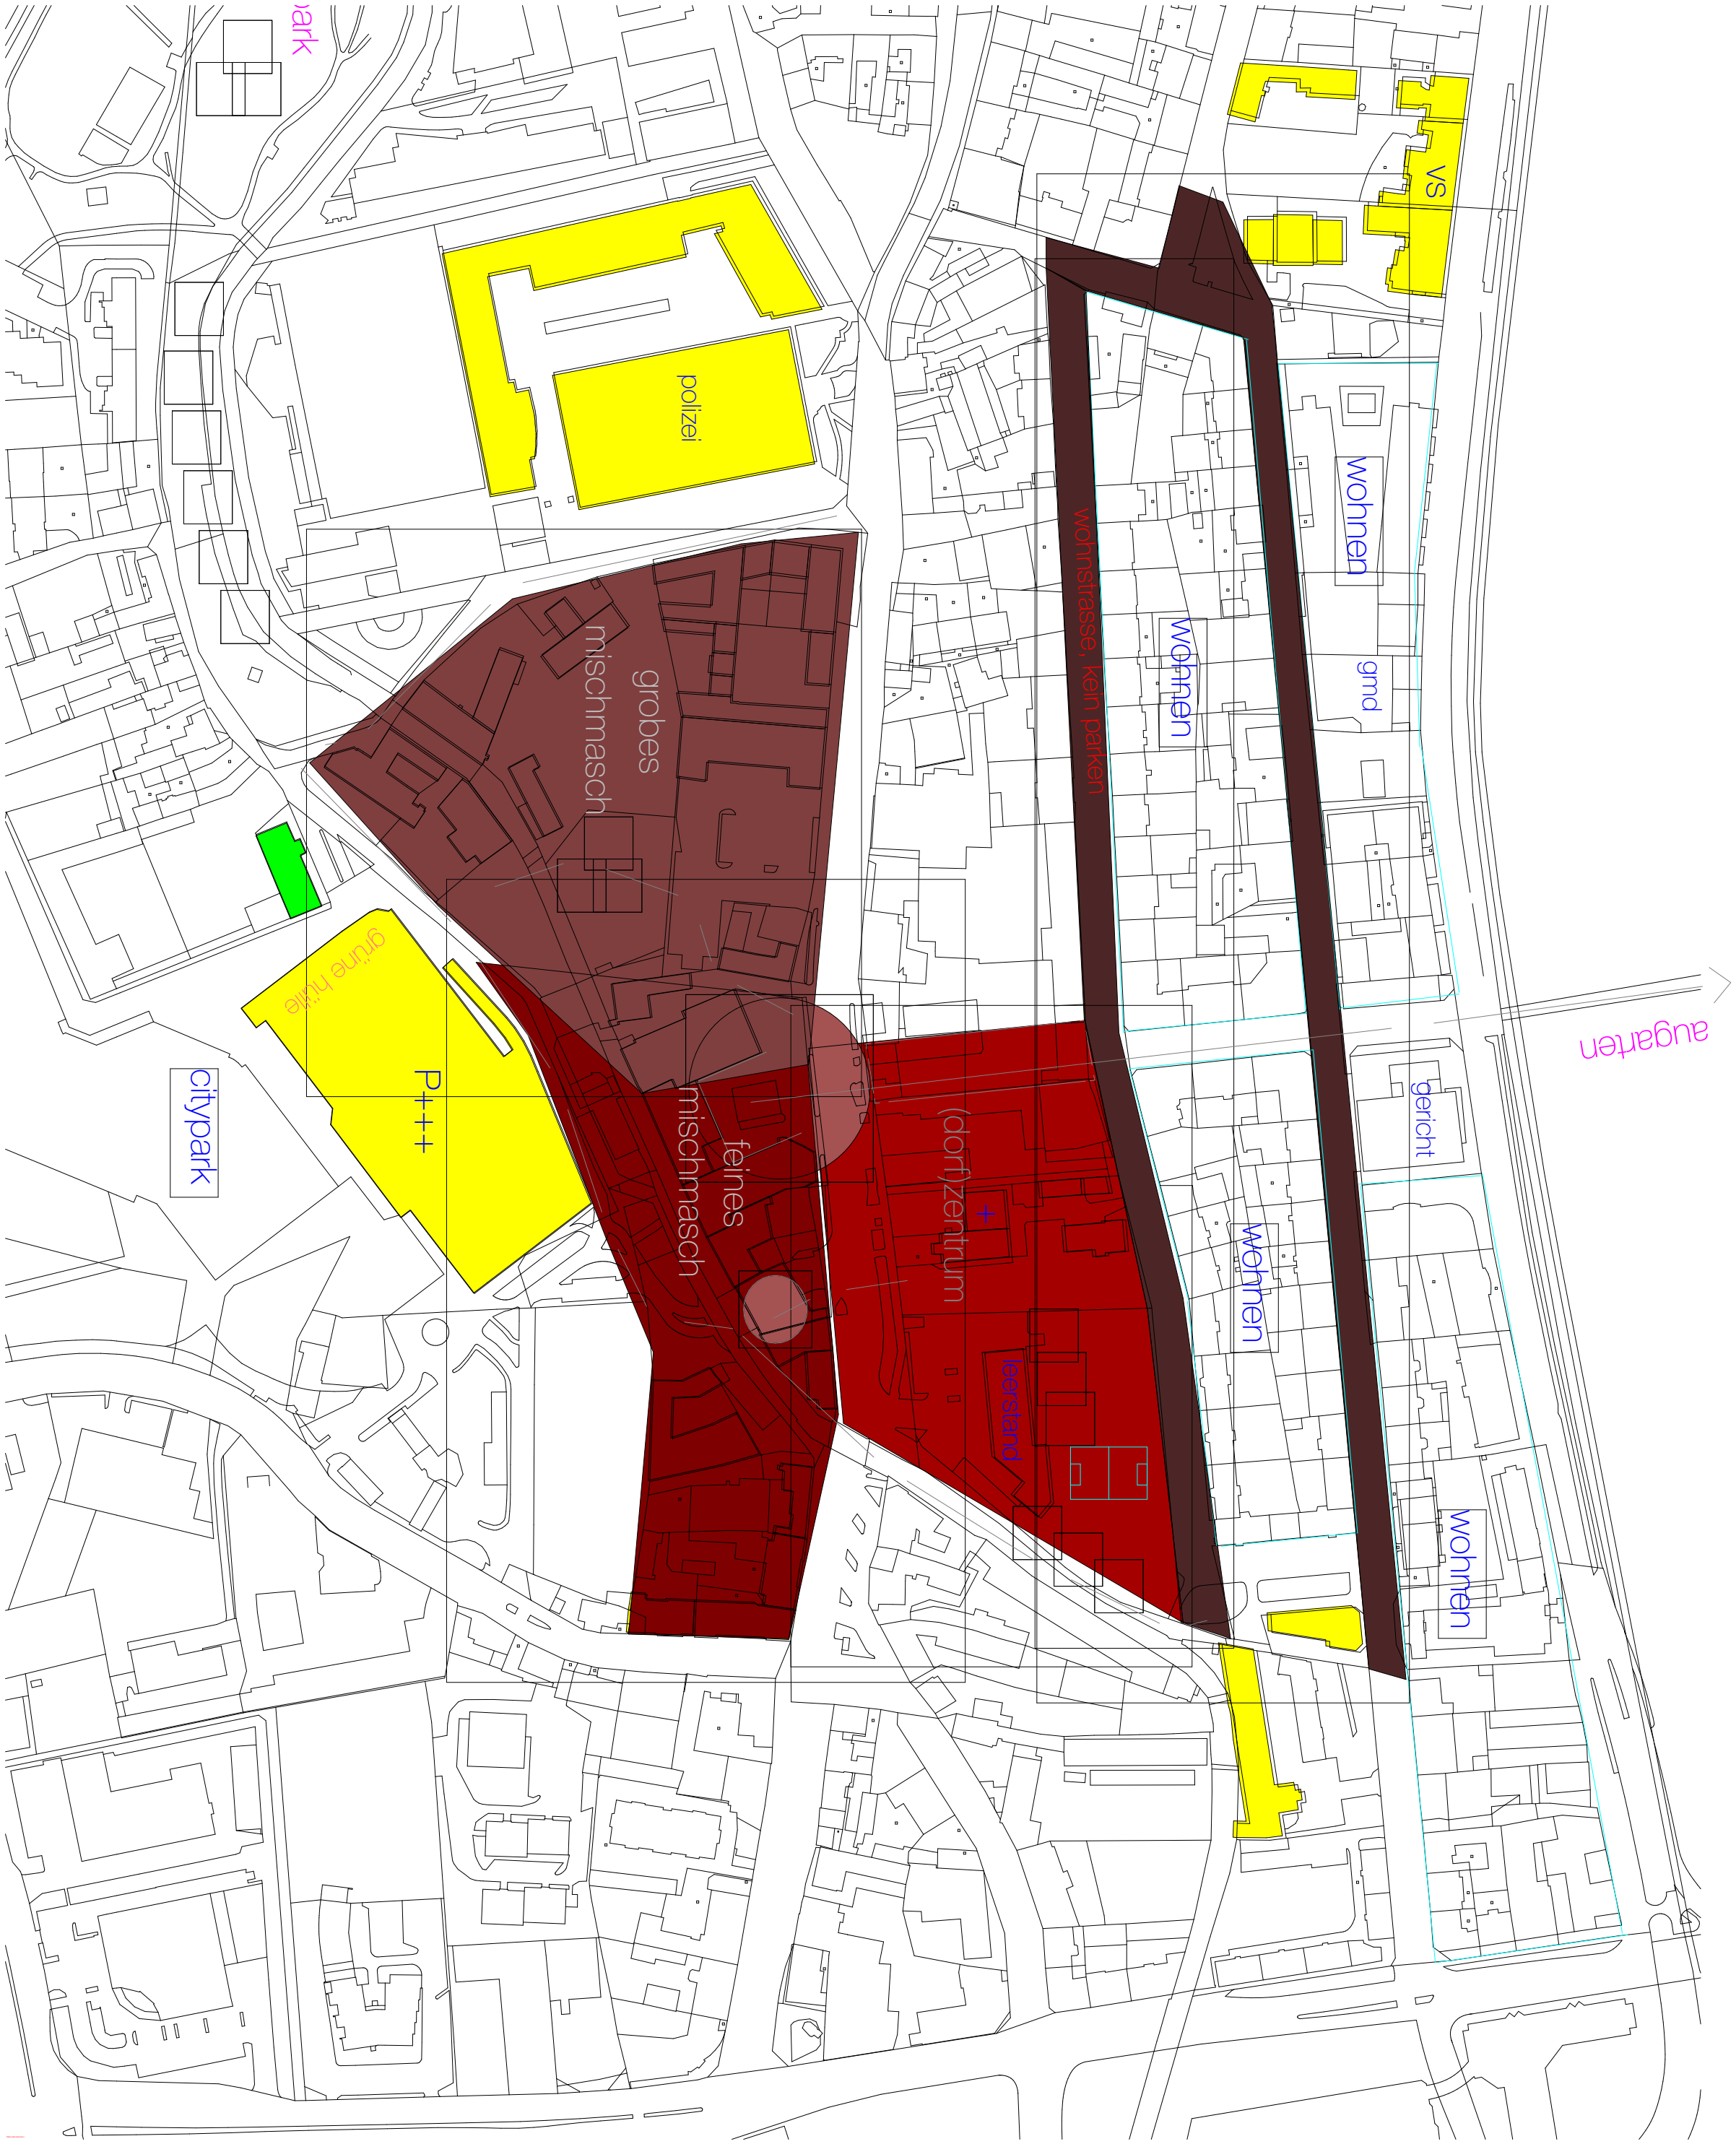 park
vs
polizei
wohnen
wohnstrasse, kein parken
wohnen
gmd
grobes
mischmasch
grüne hülle
augarten
citypark
P+++
gericht
feines
mischmasch
(dorf)zentrum
+
wohnen
leerstand
wohnen